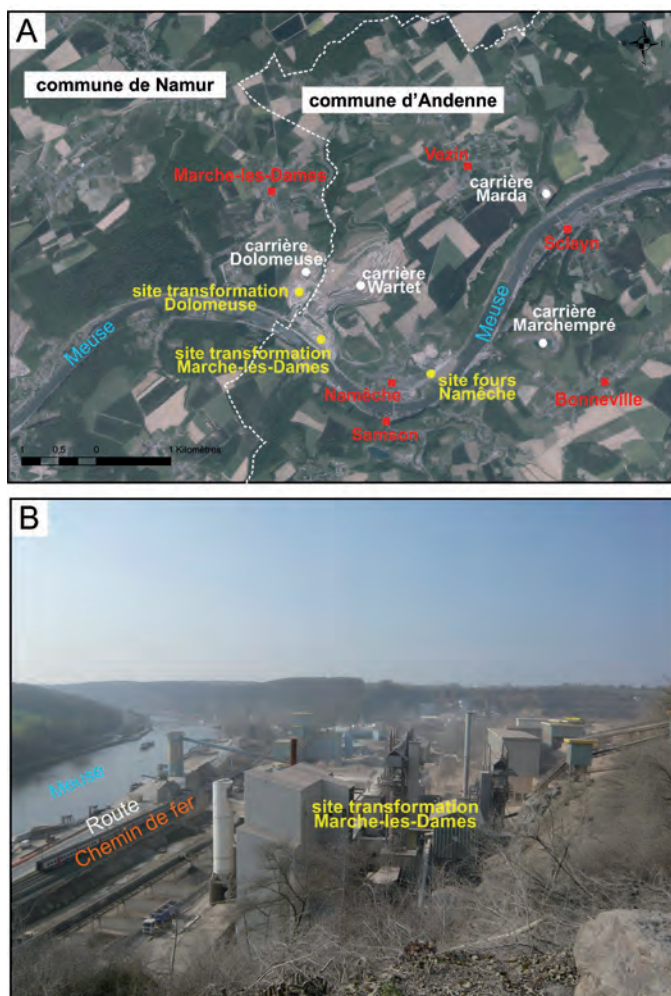 A
commune de Namur
commune d'Andenne
Vezin
Marche-les-Dames
carrière
Marda
Sclayn
carrière
Dolomeuse
carrière
Wartet
site transformation
Dolomeuse
Meuse
Meuse
carrière
Marchempré
site transformation
Marche-les-Dames
site fours
Namêche
Namêche
Bonneville
Samson
1 0,5 0 1 Kilomètres
B
Meuse
Route
Chemin de fer
site transformation
Marche-les-Dames